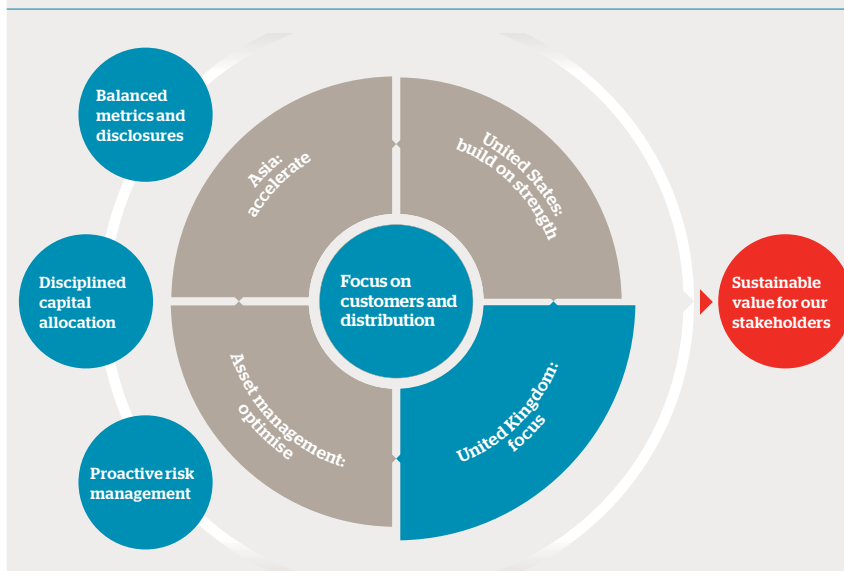 Balanced
metrics and
disclosures
Disciplined
capital
allocation
Proactive risk
management
Asia:
accelerate
United States:
build on strength
Focus on
customers and
distribution
Asset management:
optimise
United Kingdom:
focus
Sustainable
value for our
stakeholders